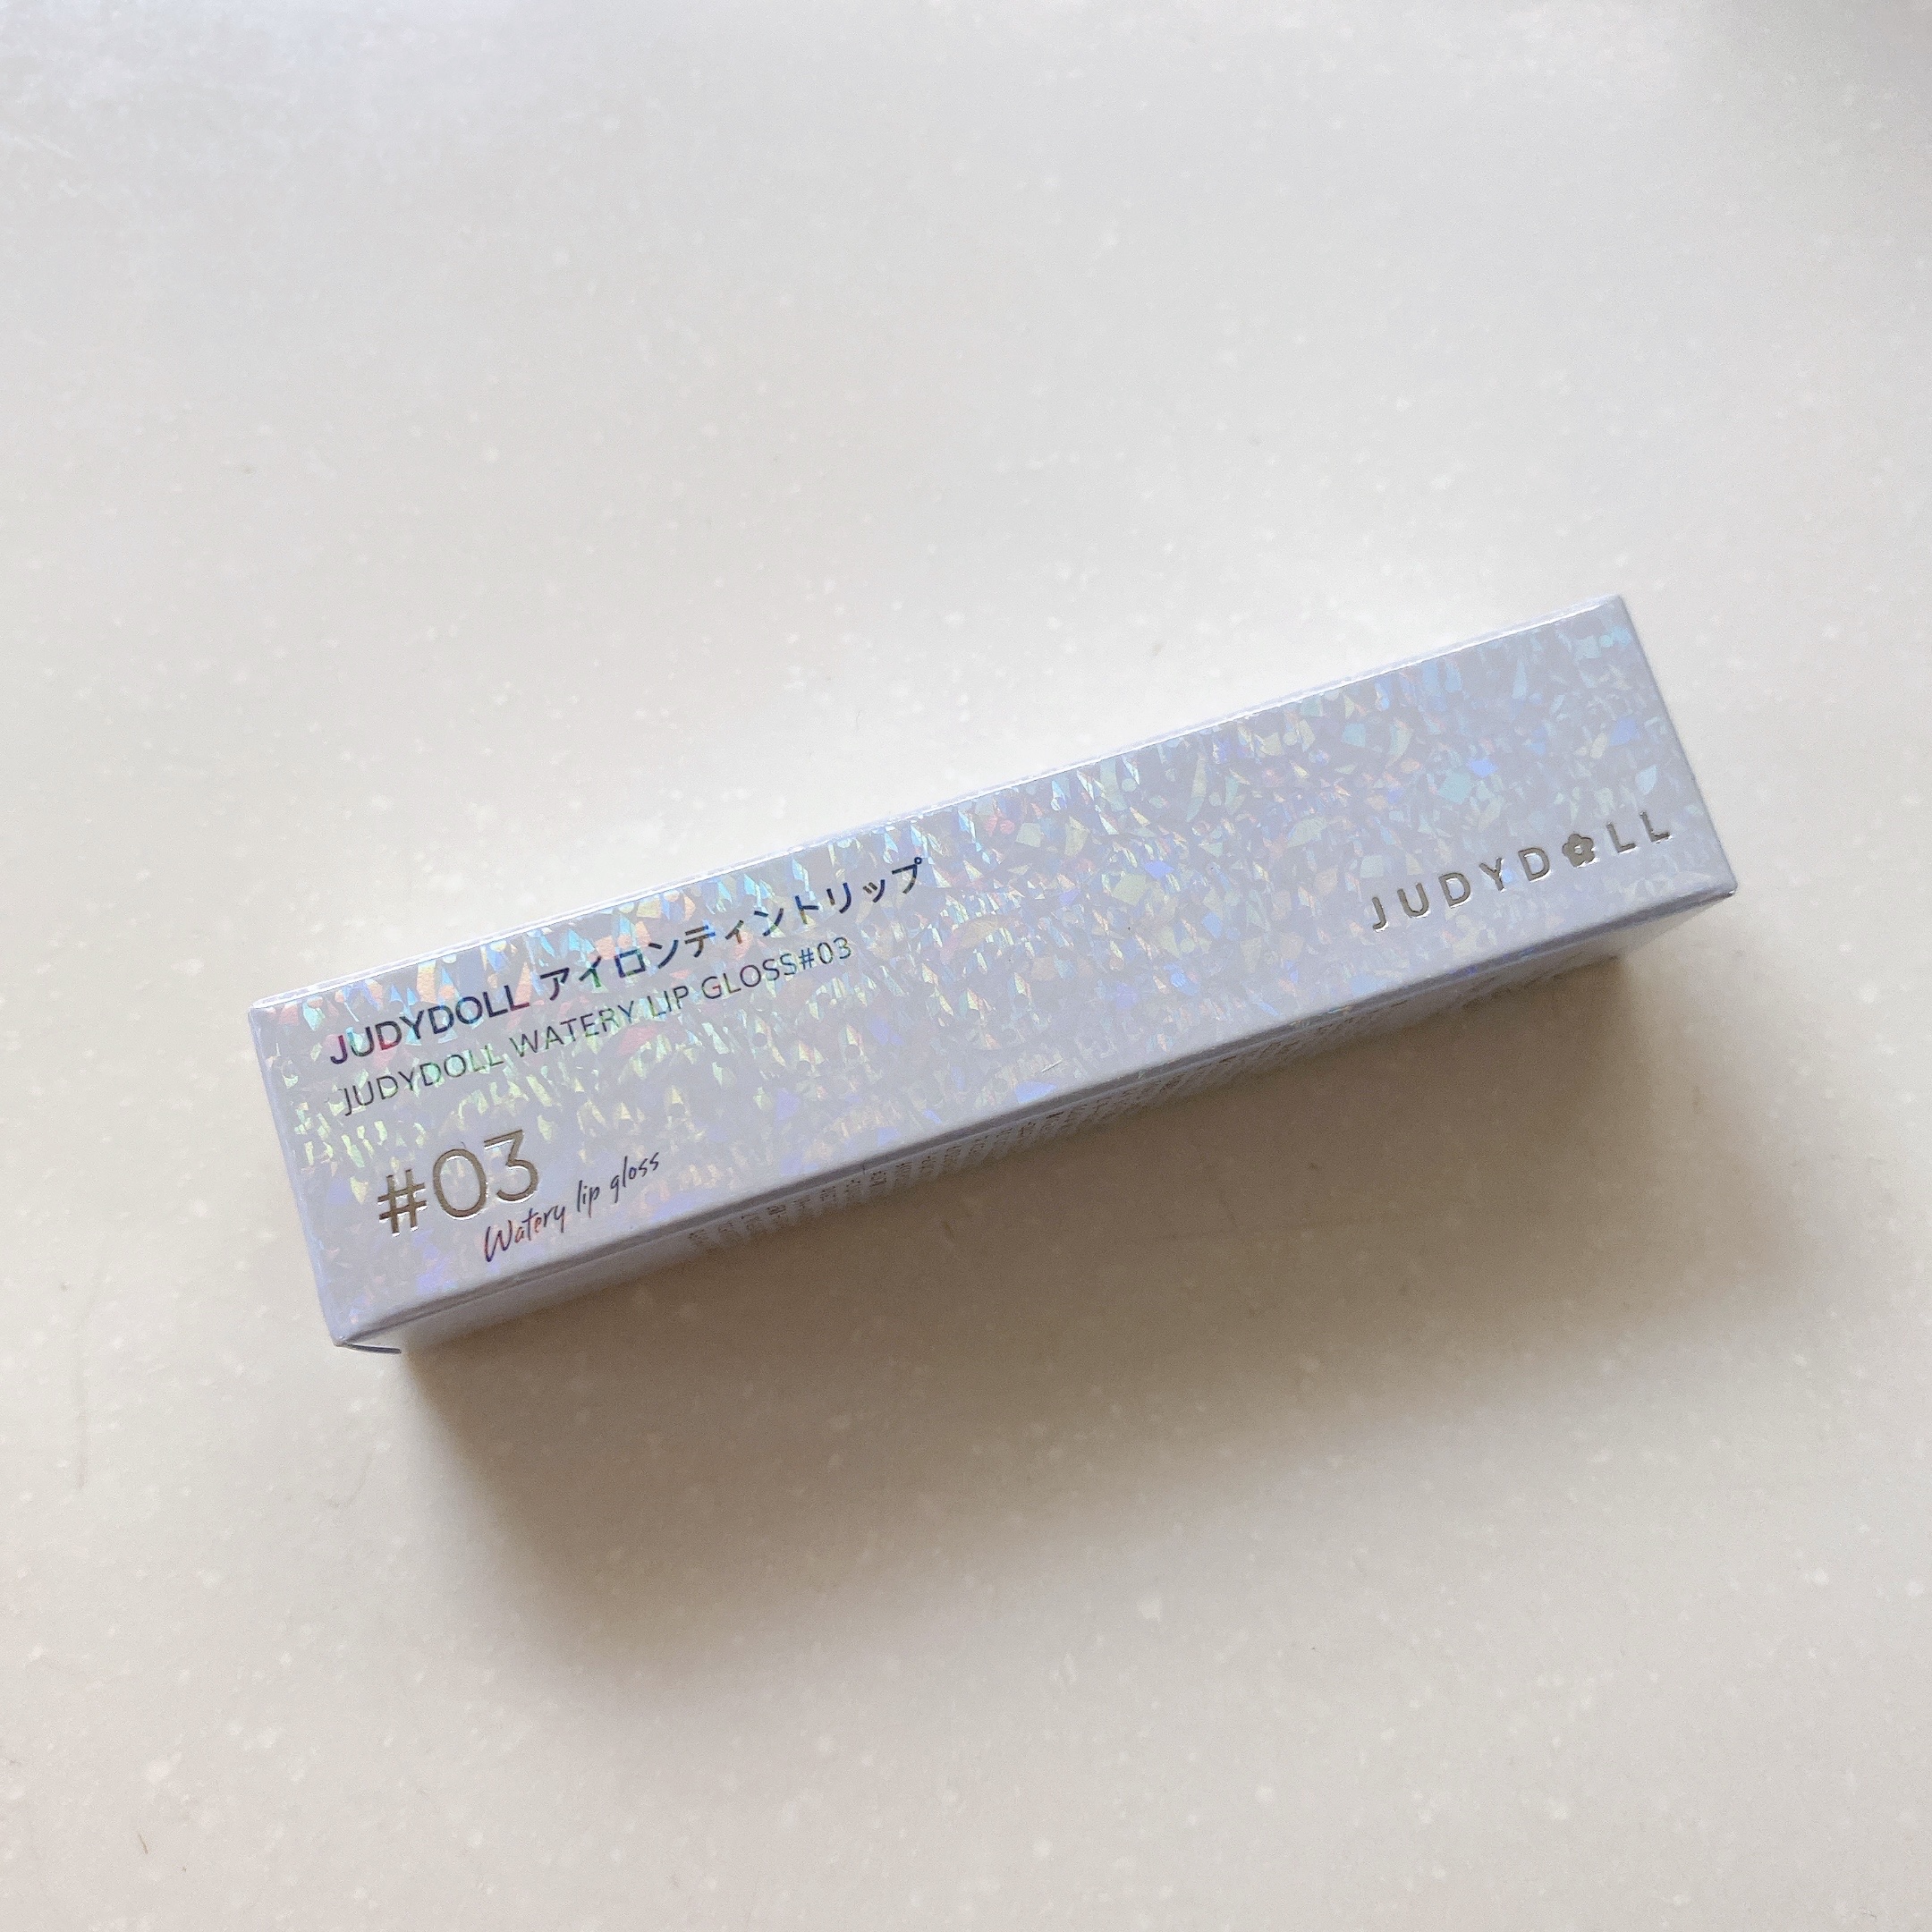 JUDYDOLL アイロンティントリップ
JUDYDOLL WATERY LIP GLOSS#03
#03
Watery lip gloss
JUDYDOLL